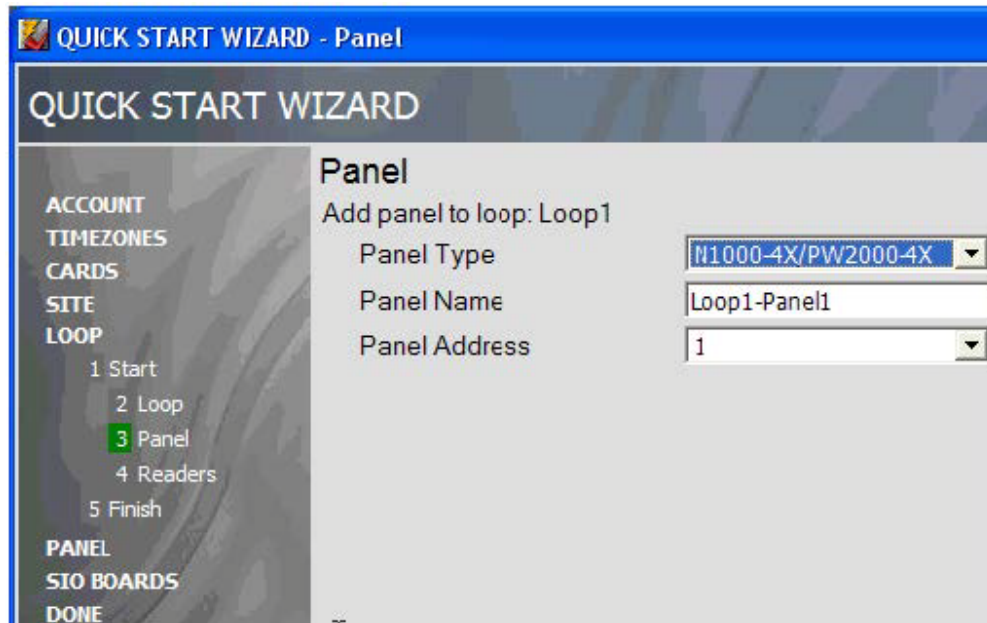 QUICK START WIZARD - Panel
QUICK START WIZARD
ACCOUNT
TIMEZONES
CARDS
SITE
LOOP
1 Start
2 Loop
3 Panel
4 Readers
5 Finish
PANEL
SIO BOARDS
DONE
Panel
Add panel to loop: Loop1
Panel Type N1000-4X/PW2000-4X
Panel Name Loop1-Panel1
Panel Address 1